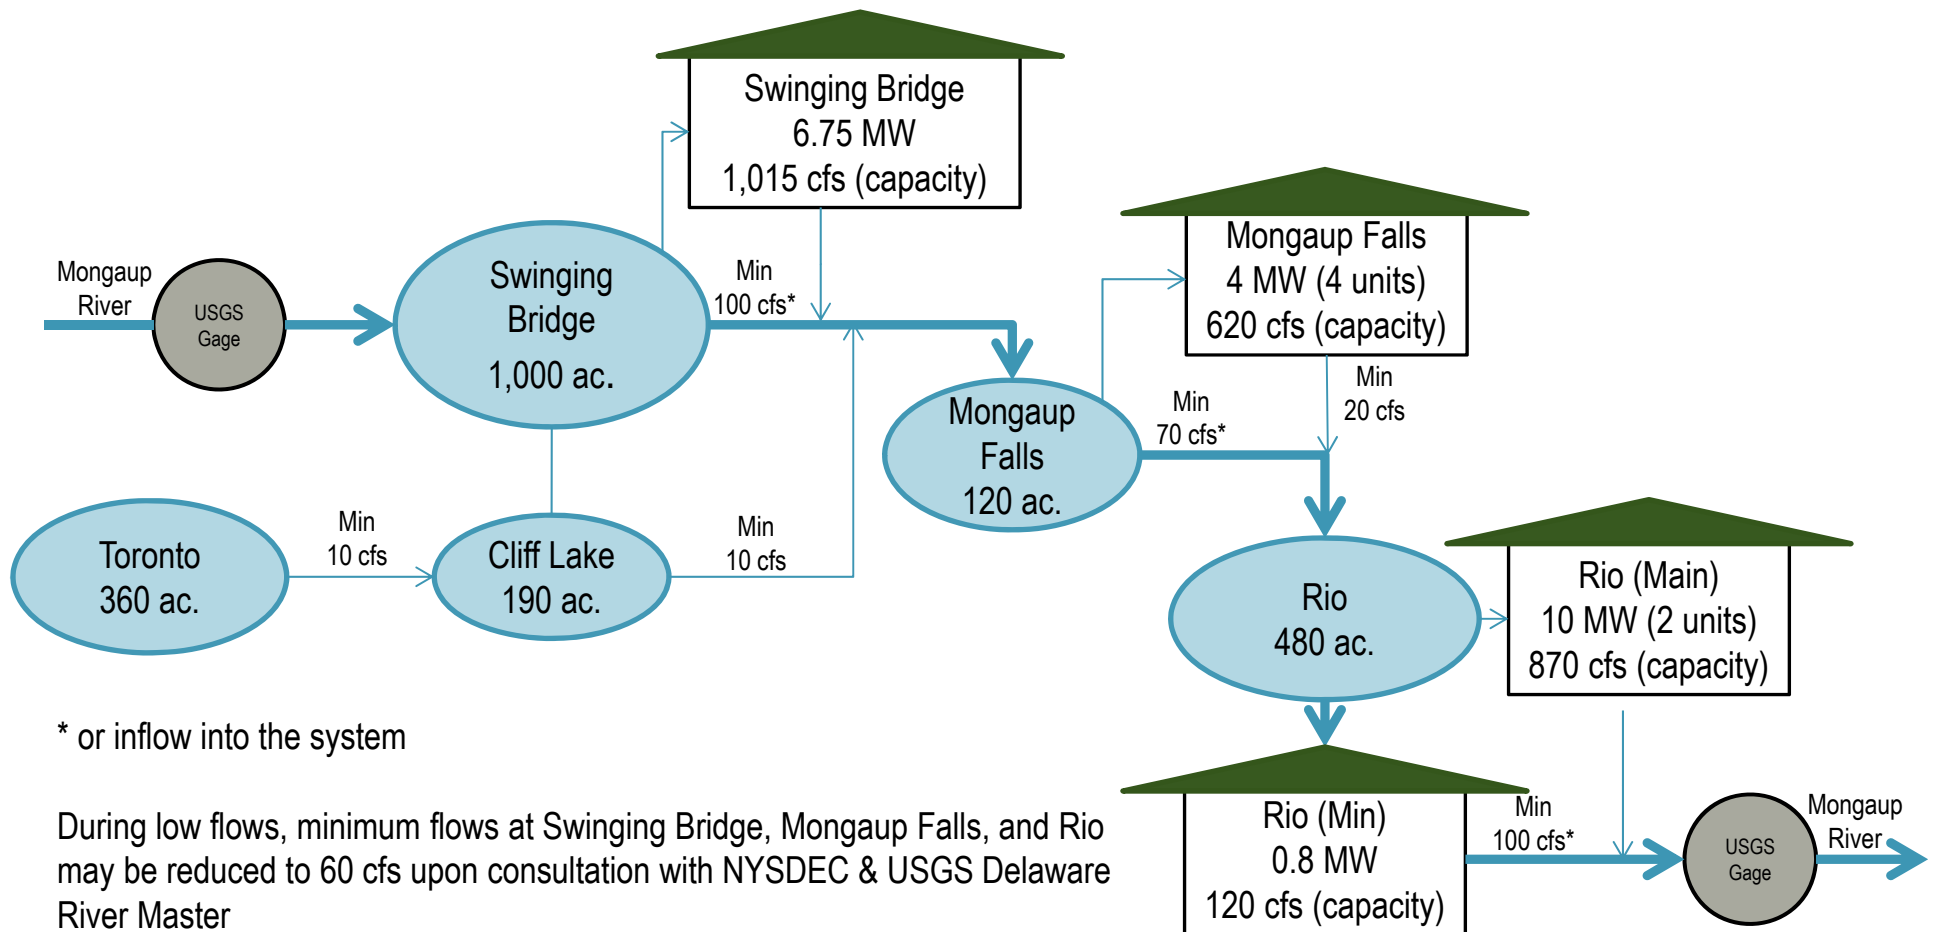 Swinging Bridge
6.75 MW
1,015 cfs (capacity)
Mongaup Falls
4 MW (4 units)
620 cfs (capacity)
Mongaup
River
USGS
Gage
Swinging
Bridge
1,000 ac.
Min
100 cfs*
Min
20 cfs
Mongaup
Falls
120 ac.
Min
70 cfs*
Toronto
360 ac.
Min
10 cfs
Cliff Lake
190 ac.
Min
10 cfs
Rio
480 ac.
Rio (Main)
10 MW (2 units)
870 cfs (capacity)
* or inflow into the system
During low flows, minimum flows at Swinging Bridge, Mongaup Falls, and Rio
may be reduced to 60 cfs upon consultation with NYSDEC & USGS Delaware
River Master
Rio (Min)
0.8 MW
120 cfs (capacity)
Min
100 cfs*
USGS
Gage
Mongaup
River